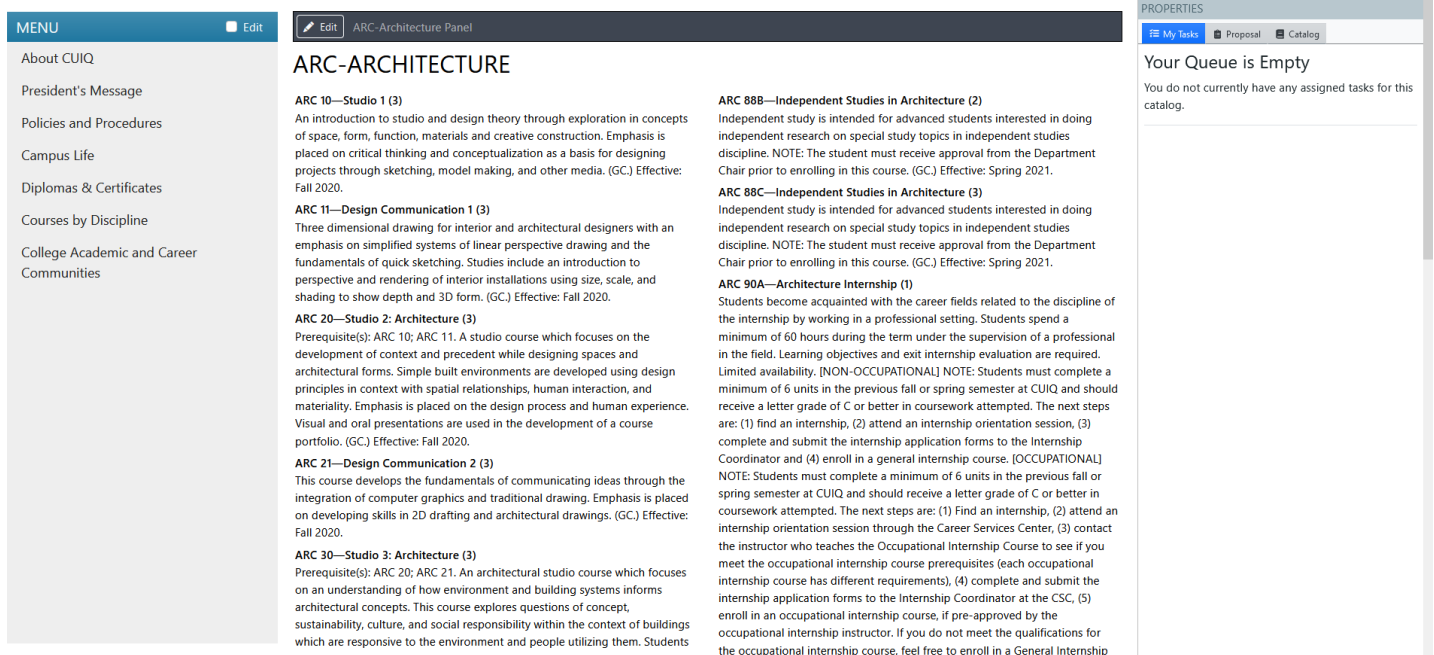 MENU
Edit
About CUIQ
President's Message
Policies and Procedures
Campus Life
Diplomas & Certificates
Courses by Discipline
College Academic and Career
Communities
Edit
ARC-Architecture Panel
ARC-ARCHITECTURE
ARC 10—Studio 1 (3)
An introduction to studio and design theory through exploration in concepts
of space, form, function, materials and creative construction. Emphasis is
placed on critical thinking and conceptualization as a basis for designing
projects through sketching, model making, and other media. (GC.) Effective:
Fall 2020.
ARC 11—Design Communication 1 (3)
Three dimensional drawing for interior and architectural designers with an
emphasis on simplified systems of linear perspective drawing and the
fundamentals of quick sketching. Studies include an introduction to
perspective and rendering of interior installations using size, scale, and
shading to show depth and 3D form. (GC.) Effective: Fall 2020.
ARC 20—Studio 2: Architecture (3)
Prerequisite(s): ARC 10; ARC 11. A studio course which focuses on the
development of context and precedent while designing spaces and
architectural forms. Simple built environments are developed using design
principles in context with spatial relationships, human interaction, and
materiality. Emphasis is placed on the design process and human experience.
Visual and oral presentations are used in the development of a course
portfolio. (GC.) Effective: Fall 2020.
ARC 21—Design Communication 2 (3)
This course develops the fundamentals of communicating ideas through the
integration of computer graphics and traditional drawing. Emphasis is placed
on developing skills in 2D drafting and architectural drawings. (GC.) Effective:
Fall 2020.
ARC 30—Studio 3: Architecture (3)
Prerequisite(s): ARC 20; ARC 21. An architectural studio course which focuses
on an understanding of how environment and building systems informs
architectural concepts. This course explores questions of concept,
sustainability, culture, and social responsibility within the context of buildings
which are responsive to the environment and people utilizing them. Students
ARC 88B—Independent Studies in Architecture (2)
Independent study is intended for advanced students interested in doing
independent research on special study topics in independent studies
discipline. NOTE: The student must receive approval from the Department
Chair prior to enrolling in this course. (GC.) Effective: Spring 2021.
ARC 88C—Independent Studies in Architecture (3)
Independent study is intended for advanced students interested in doing
independent research on special study topics in independent studies
discipline. NOTE: The student must receive approval from the Department
Chair prior to enrolling in this course. (GC.) Effective: Spring 2021.
ARC 90A—Architecture Internship (1)
Students become acquainted with the career fields related to the discipline of
the internship by working in a professional setting. Students spend a
minimum of 60 hours during the term under the supervision of a professional
in the field. Learning objectives and exit internship evaluation are required.
Limited availability. [NON-OCCUPATIONAL] NOTE: Students must complete a
minimum of 6 units in the previous fall or spring semester at CUIQ and should
receive a letter grade of C or better in coursework attempted. The next steps
are: (1) find an internship, (2) attend an internship orientation session, (3)
complete and submit the internship application forms to the Internship
Coordinator and (4) enroll in a general internship course. [OCCUPATIONAL]
NOTE: Students must complete a minimum of 6 units in the previous fall or
spring semester at CUIQ and should receive a letter grade of C or better in
coursework attempted. The next steps are: (1) Find an internship, (2) attend an
internship orientation session through the Career Services Center, (3) contact
the instructor who teaches the Occupational Internship Course to see if you
meet the occupational internship course prerequisites (each occupational
internship course has different requirements), (4) complete and submit the
internship application forms to the Internship Coordinator at the CSC, (5)
enroll in an occupational internship course, if pre-approved by the
occupational internship instructor. If you do not meet the qualifications for
the occupational internship course, feel free to enroll in a General Internship
PROPERTIES
My Tasks
Proposal
Catalog
Your Queue is Empty
You do not currently have any assigned tasks for this
catalog.